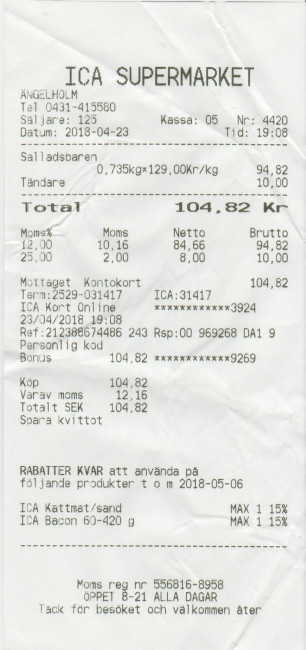 ICA SUPERMARKET
ÄNGELHOLM
Tel 0431-415580
Säljare: 125 Kassa: 05 Nr: 4420
Datum: 2018-04-23 Tid: 19:08
Salladsbaren
0,735kg*129,00Kr/kg 94,82
Tändare 10,00
Total 104,82 Kr
Moms% Moms Netto Brutto
12,00 10,16 84,66 94,82
25,00 2,00 8,00 10,00
Mottaget Kontokort 104,82
Term:2529-031417 ICA:31417
ICA Kort Online ************3924
23/04/2018 19:08
Ref:212388674486 243 Rsp:00 969268 DA1 9
Personlig kod
Bonus 104,82 ************9269
Köp 104,82
Varav moms 12,16
Totalt SEK 104,82
Spara kvittot
RABATTER KVAR att använda på
följande produkter t o m 2018-05-06
ICA Kattmat/sand MAX 1 15%
ICA Bacon 60-420 g MAX 1 15%
Moms reg nr 556816-8958
ÖPPET 8-21 ALLA DAGAR
Tack för besöket och välkommen åter